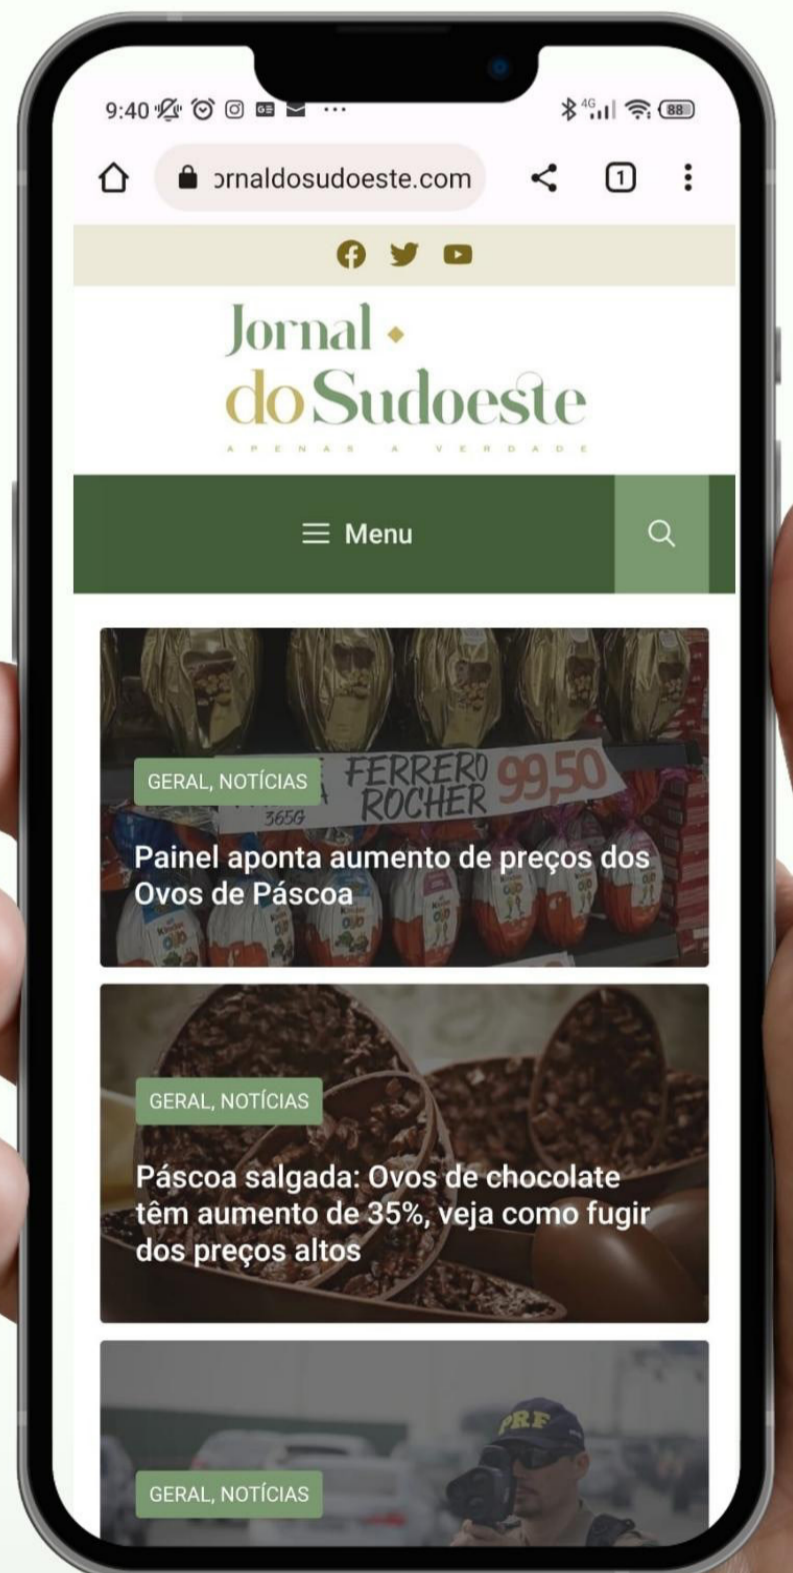 9:40
4G
88
ornaldosudoeste.com
1
Jornal
do Sudoeste
APENAS A VERDADE
Menu
FERRERO
ROCHER
99,50
365G
GERAL, NOTÍCIAS
Painel aponta aumento de preços dos
Ovos de Páscoa
GERAL, NOTÍCIAS
Páscoa salgada: Ovos de chocolate
têm aumento de 35%, veja como fugir
dos preços altos
PRF
GERAL, NOTÍCIAS